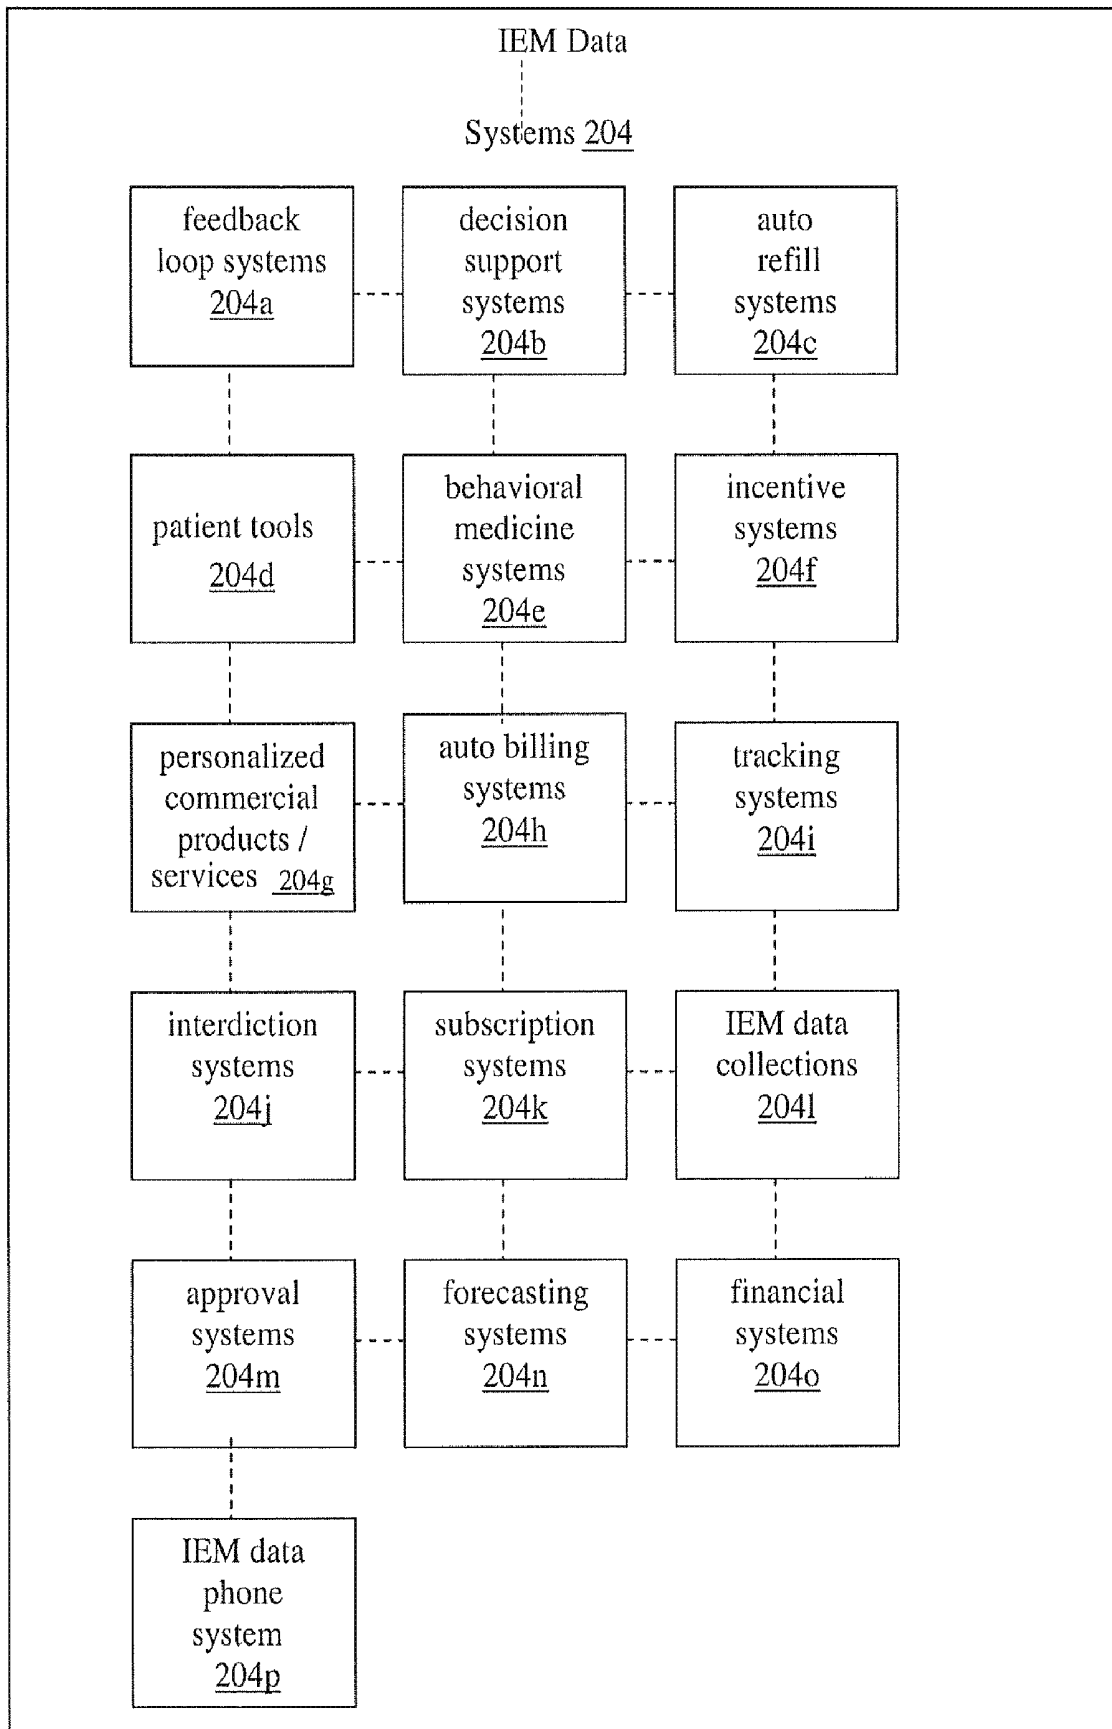 IEM Data
Systems 204
feedback
loop systems
204a
decision
support
systems
204b
auto
refill
systems
204c
patient tools
204d
behavioral
medicine
systems
204e
incentive
systems
204f
personalized
commercial
products /
services 204g
auto billing
systems
204h
tracking
systems
204i
interdiction
systems
204j
subscription
systems
204k
IEM data
collections
204l
approval
systems
204m
forecasting
systems
204n
financial
systems
204o
IEM data
phone
system
204p